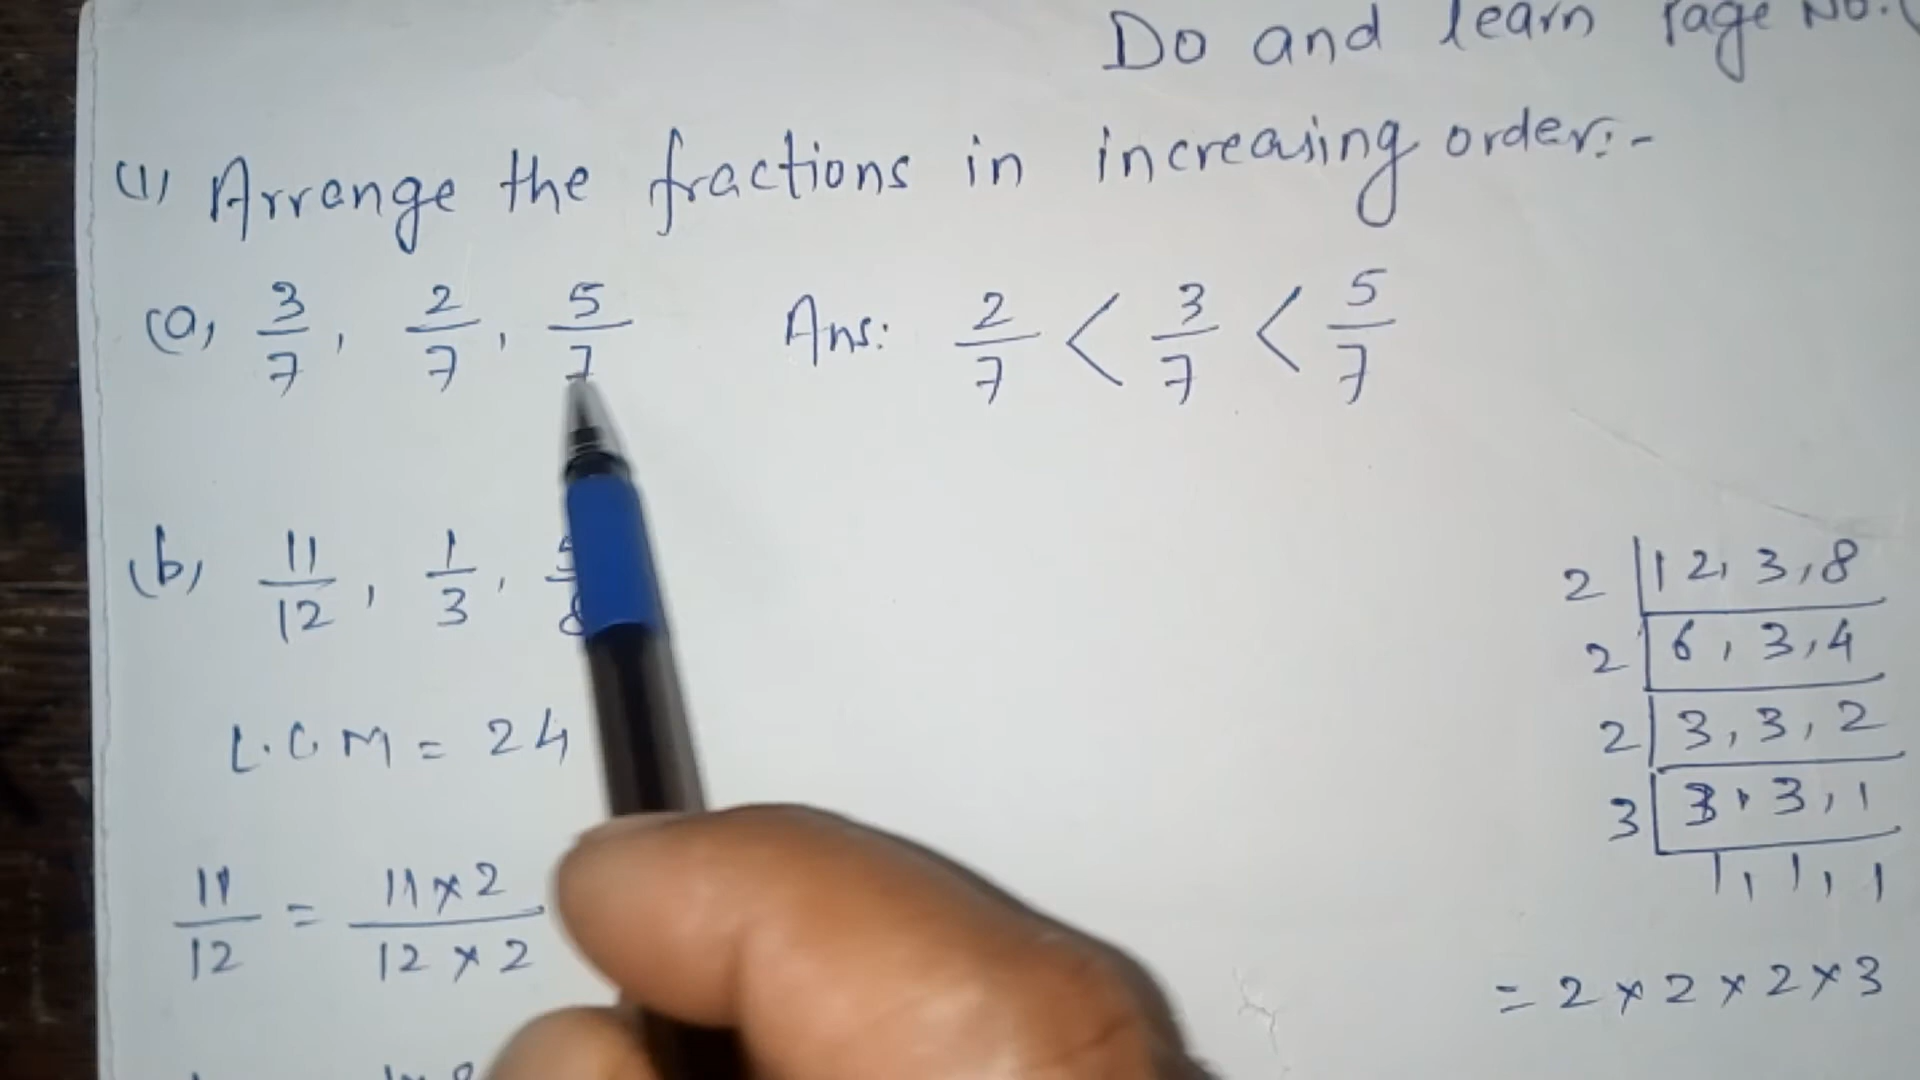 Do and learn Page No.
(1) Arrange the fractions in increasing order:-
(a) 3/7, 2/7, 5/7 Ans: 2/7 < 3/7 < 5/7
(b) 11/12, 1/3,
L.C.M = 24
11/12 = 11×2/12×2
2 | 12, 3, 8
2 | 6, 3, 4
2 | 3, 3, 2
3 | 3, 3, 1
1, 1, 1
= 2×2×2×3